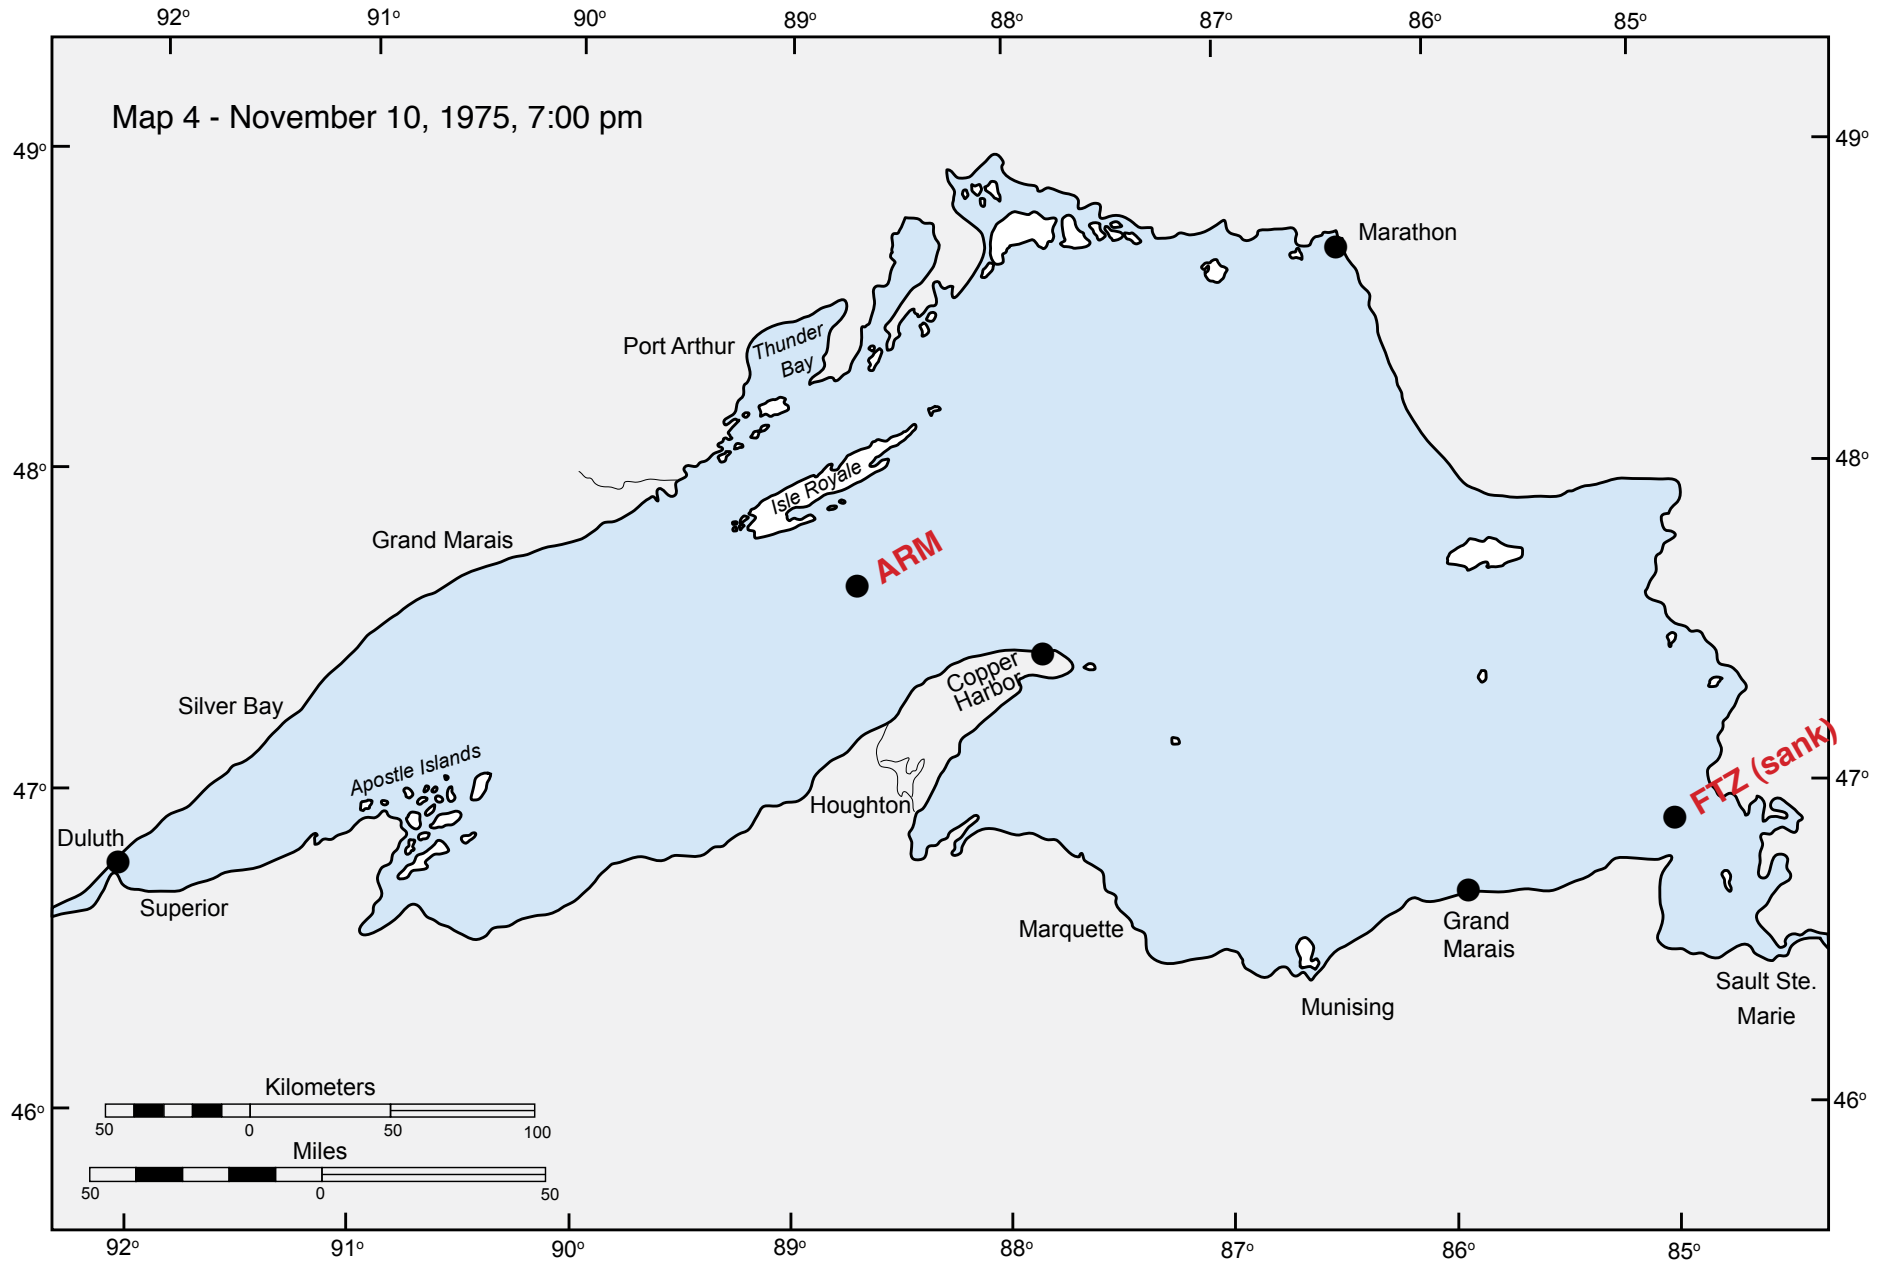 92° 91° 90° 89° 88° 87° 86° 85°
Map 4 - November 10, 1975, 7:00 pm
49° 49°
Marathon
Port Arthur
Thunder
Bay
48° 48°
Isle Royale
Grand Marais
ARM
Copper
Harbor
Silver Bay
FTZ (sank)
Apostle Islands
47° 47°
Houghton
Duluth
Superior
Marquette
Grand
Marais
Sault Ste.
Marie
Munising
Kilometers
46° 46°
50 0 50 100
Miles
50 0 50
92° 91° 90° 89° 88° 87° 86° 85°